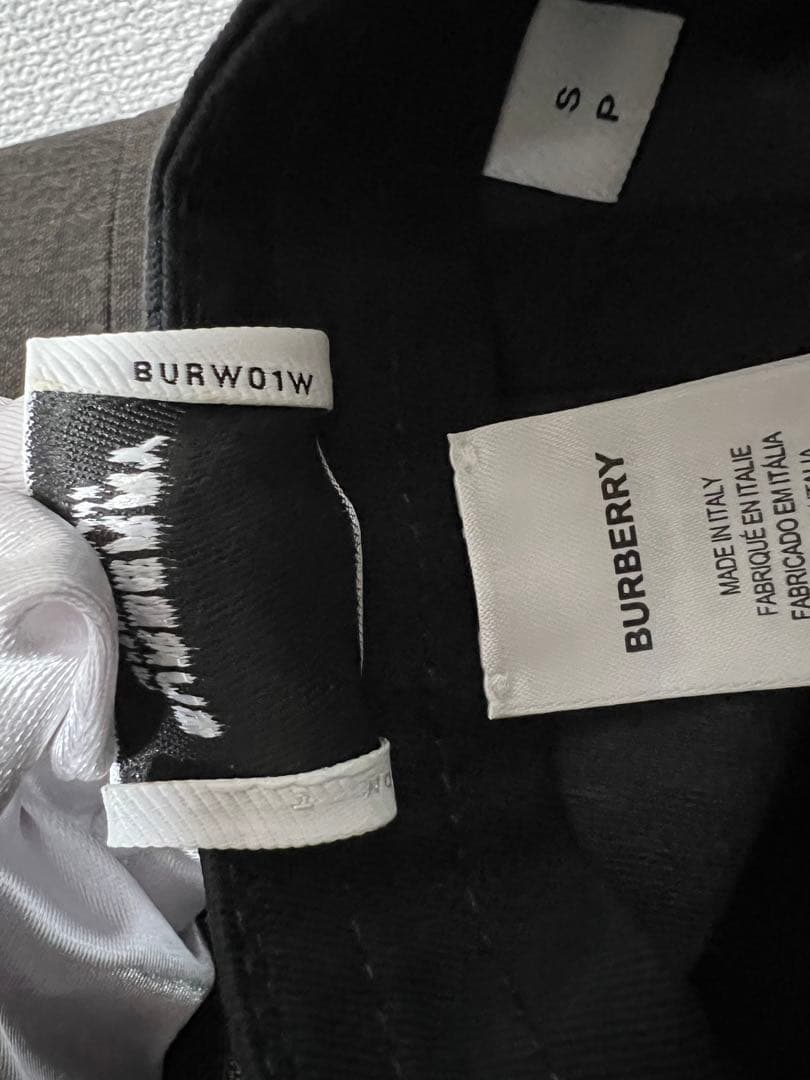 S
P
BURW01W
BURBERRY
MADE IN ITALY
FABRIQUÉ EN ITALIE
FABRICADO EM ITÁLIA